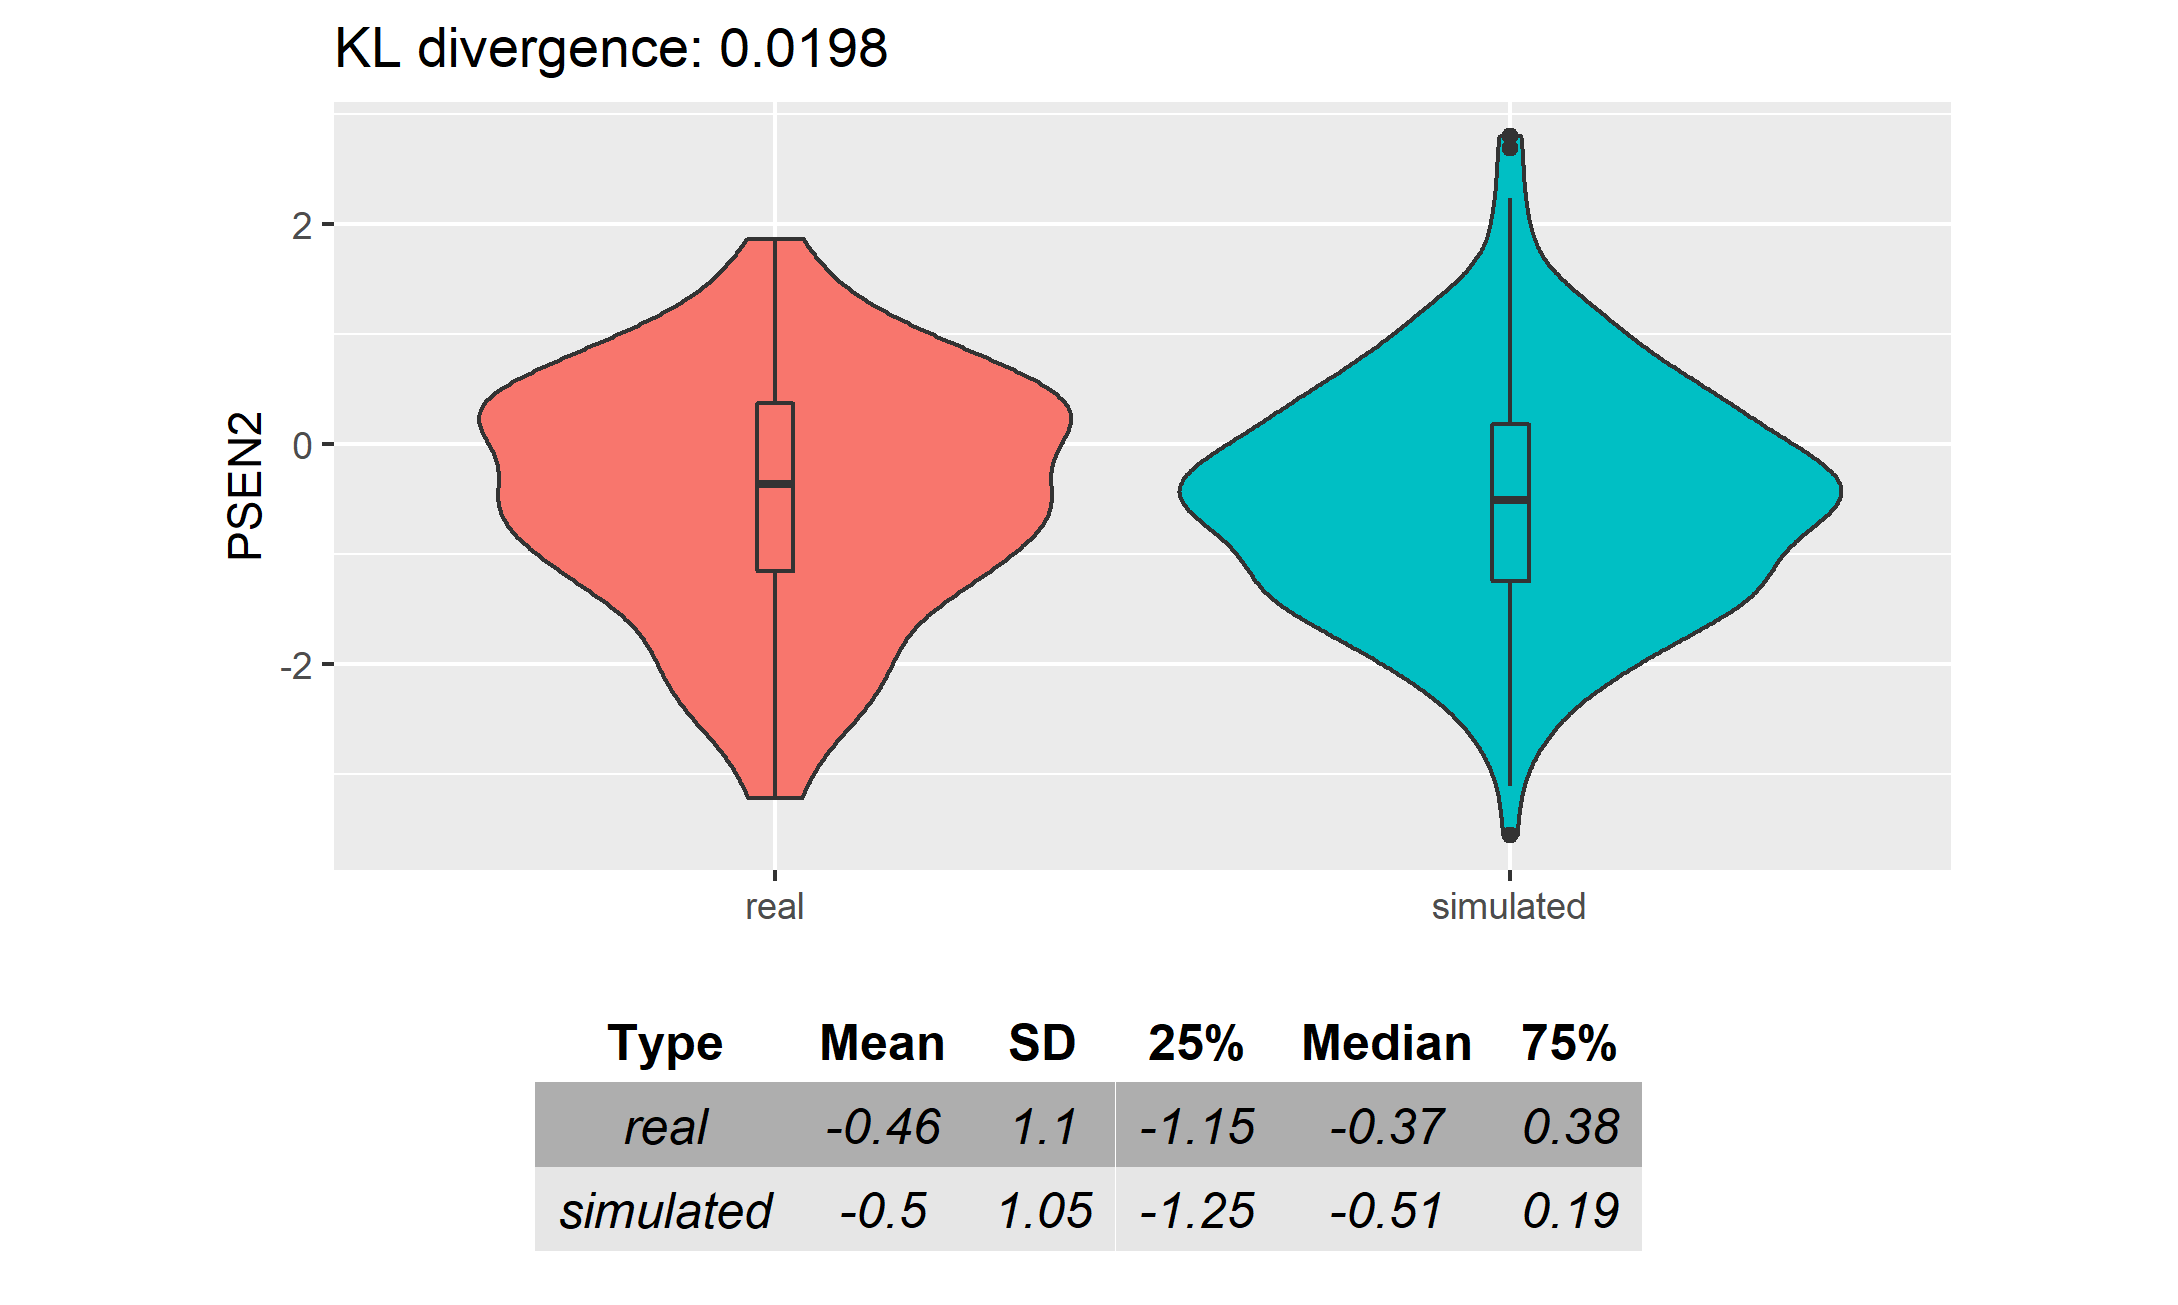 KL divergence: 0.0198
PSEN2
2
0
-2
real simulated
Type Mean SD 25% Median 75%
real -0.46 1.1 -1.15 -0.37 0.38
simulated -0.5 1.05 -1.25 -0.51 0.19